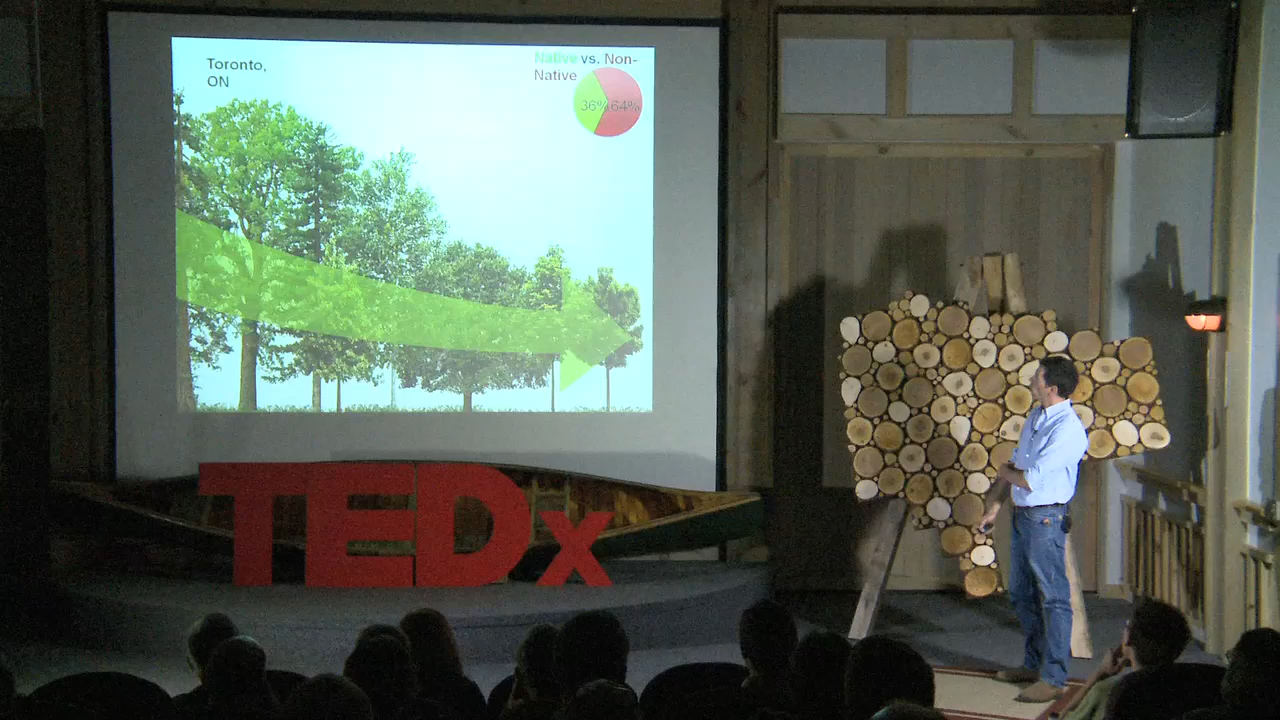 Toronto,
ON
Native vs. Non-
Native
36% 64%
TEDx